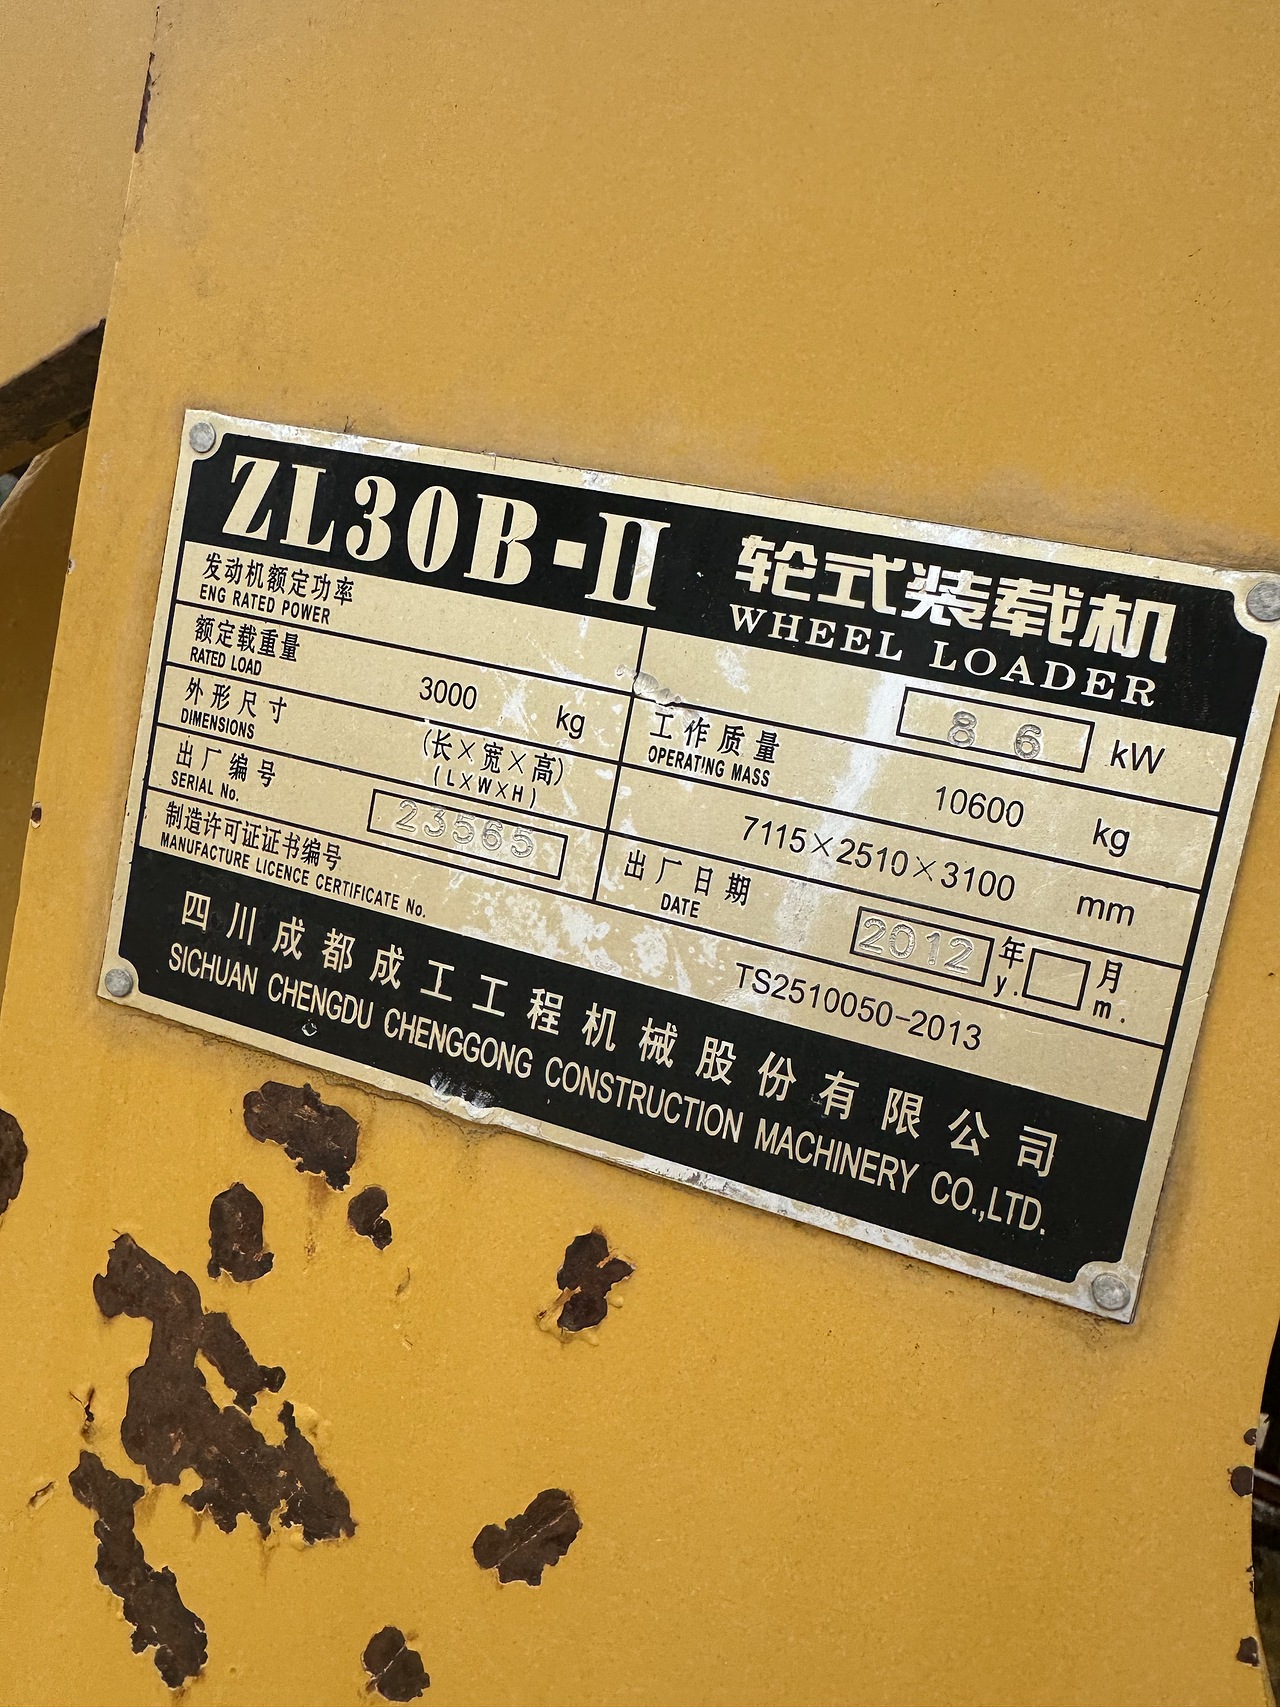 ZL30B-II 轮式装载机
WHEEL LOADER
发动机额定功率 86 kW
ENG RATED POWER
额定载重量 3000 kg 工作质量 10600 kg
RATED LOAD OPERATING MASS
外形尺寸 (长×宽×高) 7115×2510×3100 mm
DIMENSIONS (L×W×H)
出厂编号 23565 出厂日期 2012 年 月
SERIAL No. DATE y. m.
制造许可证证书编号 TS2510050-2013
MANUFACTURE LICENCE CERTIFICATE No.
四川成都成工工程机械股份有限公司
SICHUAN CHENGDU CHENGGONG CONSTRUCTION MACHINERY CO.,LTD.